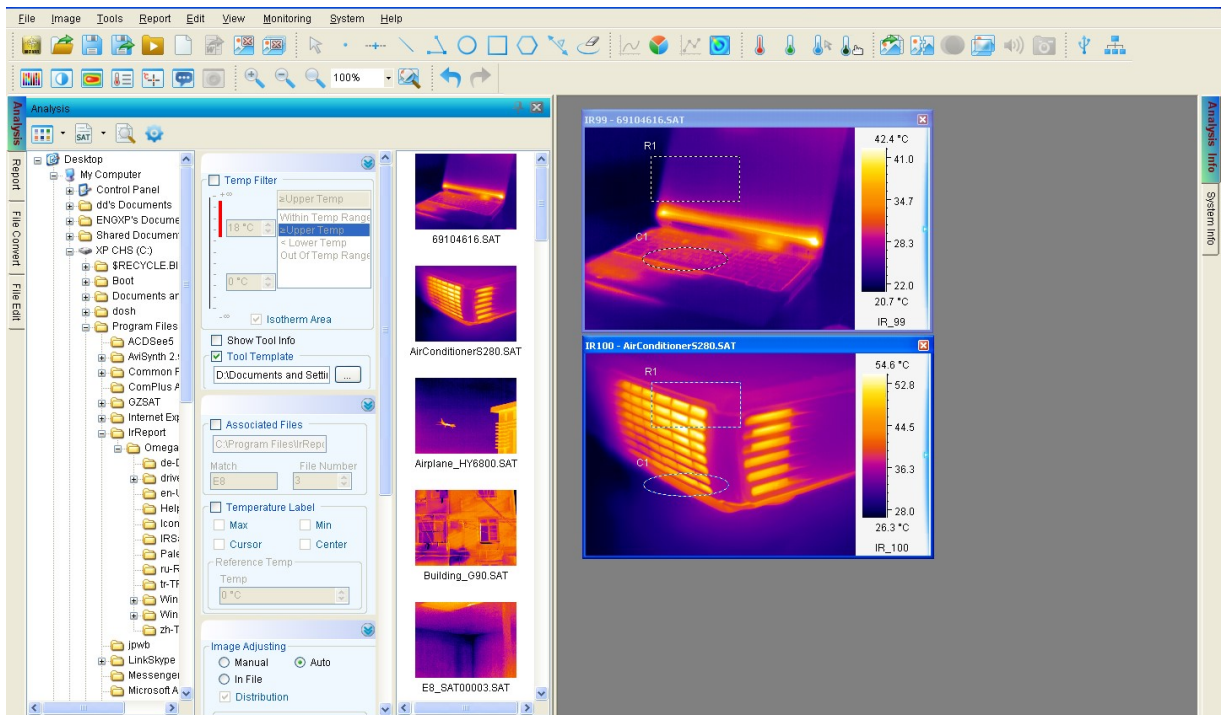 File Image Tools Report Edit View Monitoring System Help
100%
Analysis
Analysis
Report
File Convert
File Edit
SAT
Desktop
My Computer
Control Panel
dd's Documents
ENGXP's Docume
Shared Documen
XP CHS (C:)
$RECYCLE.BI
Boot
Documents ar
dosh
Program Files
ACDSee5
AviSynth 2.
Common F
ComPlus A
GZSAT
Internet Exp
IrReport
Omega
de-D
drive
en-U
Help
Icon
IRSa
Pale
ru-R
tr-TF
Win
Win
zh-T
jpwb
LinkSkype
Messenger
Microsoft A
Temp Filter
+∞
≥Upper Temp
18 °C
Within Temp Range
≥Upper Temp
< Lower Temp
Out Of Temp Range
0 °C
-∞
Isotherm Area
Show Tool Info
Tool Template
D:\Documents and Settin
...
Associated Files
C:\Program Files\IrRepo
Match File Number
E8 3
Temperature Label
Max Min
Cursor Center
Reference Temp
Temp
0 °C
Image Adjusting
Manual Auto
In File
Distribution
69104616.SAT
AirConditionerS280.SAT
Airplane_HY6800.SAT
Building_G90.SAT
E8_SAT00003.SAT
IR99 - 69104616.SAT
R1
C1
42.4 °C
41.0
34.7
28.3
22.0
20.7 °C
IR_99
IR100 - AirConditionerS280.SAT
R1
C1
54.6 °C
52.8
44.5
36.3
28.0
26.3 °C
IR_100
Analysis Info
System Info